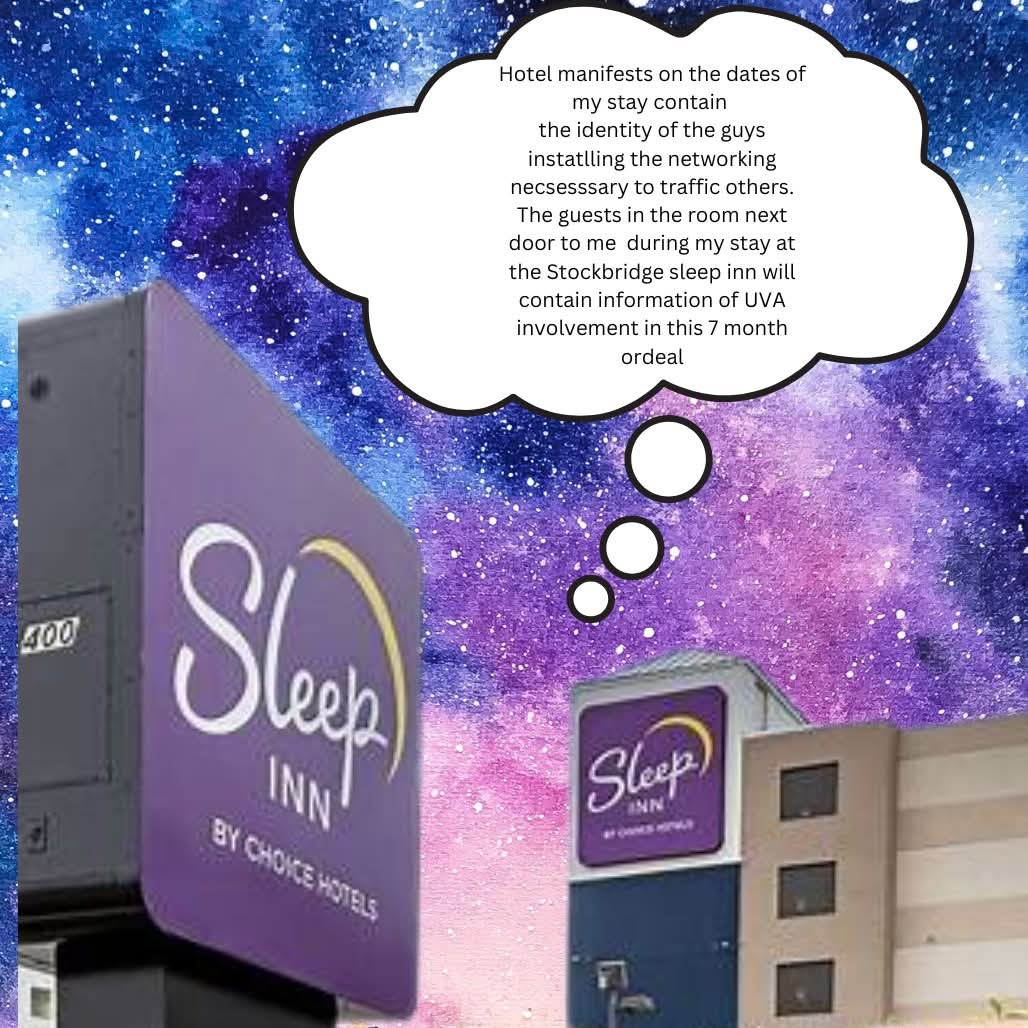 Hotel manifests on the dates of
my stay contain
the identity of the guys
instatlling the networking
necsesssary to traffic others.
The guests in the room next
door to me during my stay at
the Stockbridge sleep inn will
contain information of UVA
involvement in this 7 month
ordeal
400
Sleep
INN
BY CHOICE HOTELS
Sleep
INN
BY CHOICE HOTELS